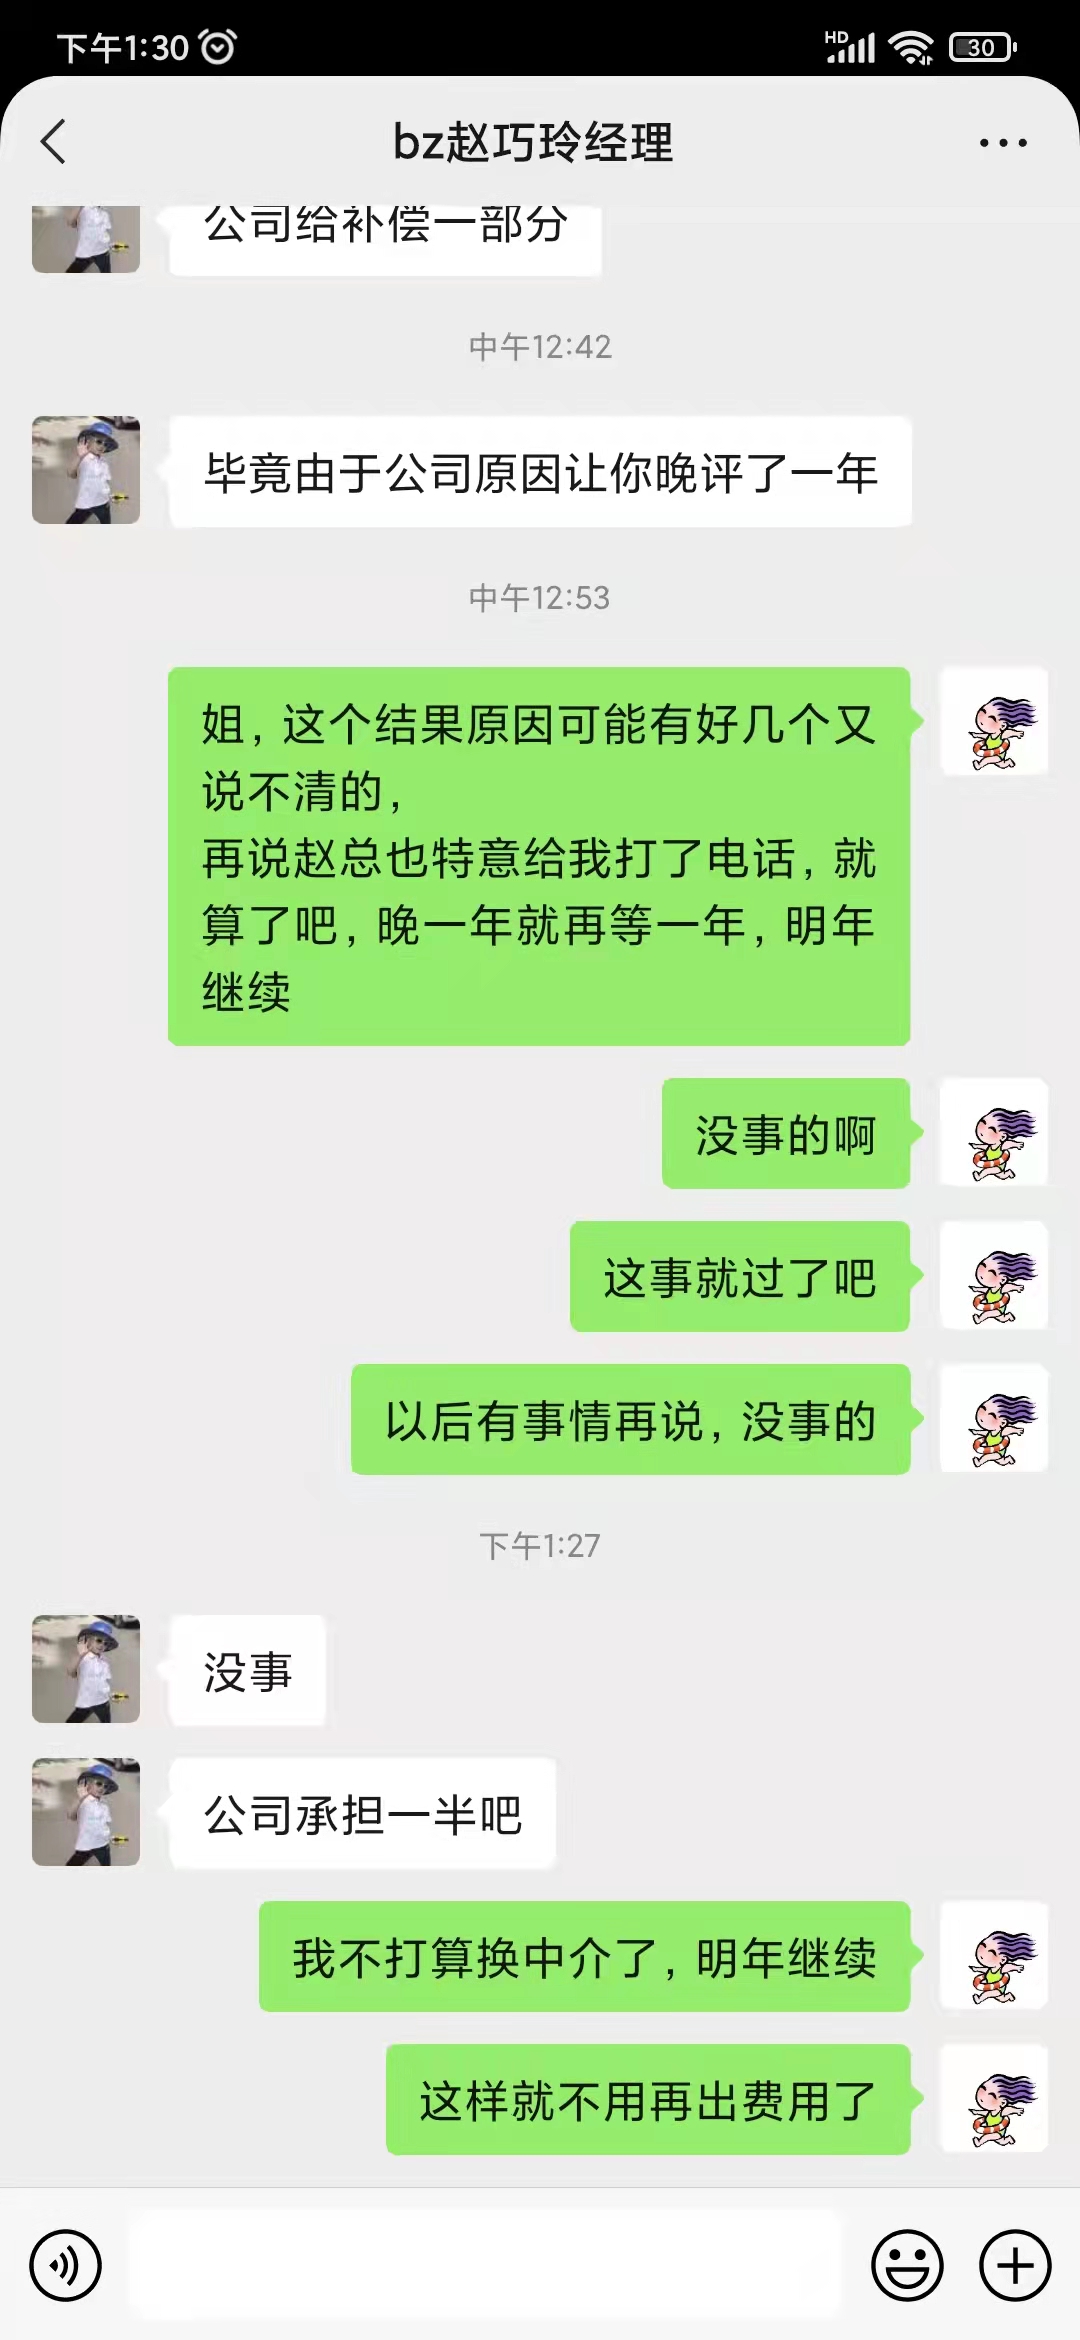 下午1:30
HD
30
bz赵巧玲经理
公司给补偿一部分
中午12:42
毕竟由于公司原因让你晚评了一年
中午12:53
姐，这个结果原因可能有好几个又
说不清的，
再说赵总也特意给我打了电话，就
算了吧，晚一年就再等一年，明年
继续
没事的啊
这事就过了吧
以后有事情再说，没事的
下午1:27
没事
公司承担一半吧
我不打算换中介了，明年继续
这样就不用再出费用了